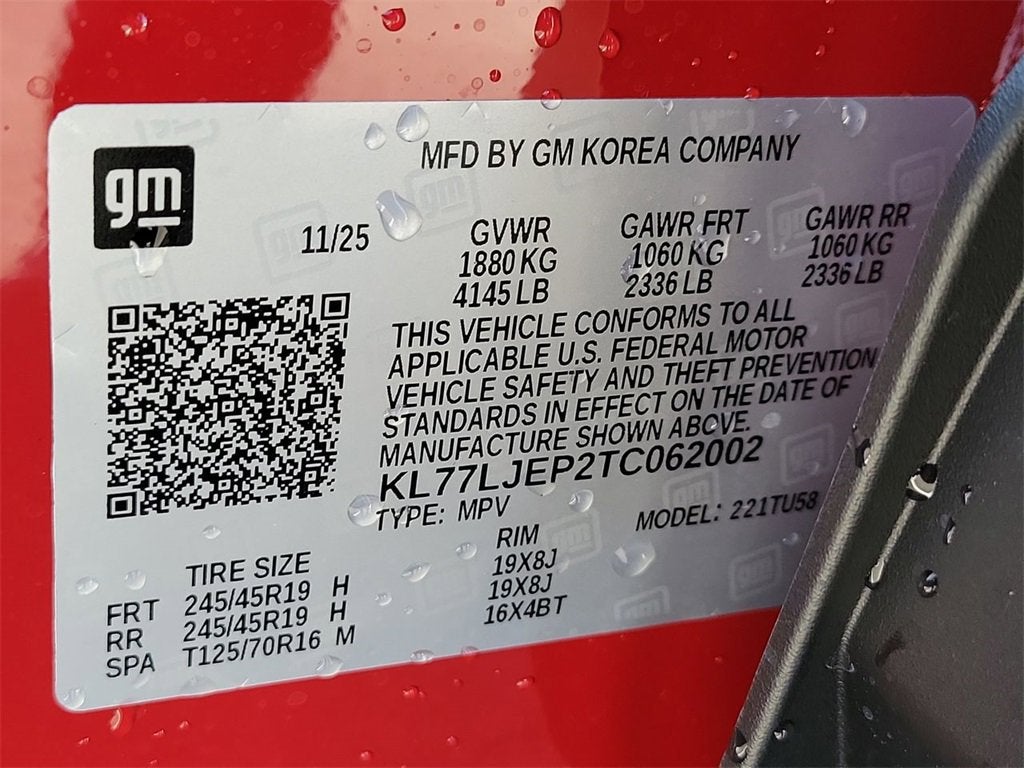 gm
MFD BY GM KOREA COMPANY
11/25 GVWR GAWR FRT GAWR RR
1880 KG 1060 KG 1060 KG
4145 LB 2336 LB 2336 LB
THIS VEHICLE CONFORMS TO ALL
APPLICABLE U.S. FEDERAL MOTOR
VEHICLE SAFETY AND THEFT PREVENTION
STANDARDS IN EFFECT ON THE DATE OF
MANUFACTURE SHOWN ABOVE.
KL77LJEP2TC062002
TYPE: MPV MODEL: 221TU58
TIRE SIZE RIM
FRT 245/45R19 H 19X8J
RR 245/45R19 H 19X8J
SPA T125/70R16 M 16X4BT